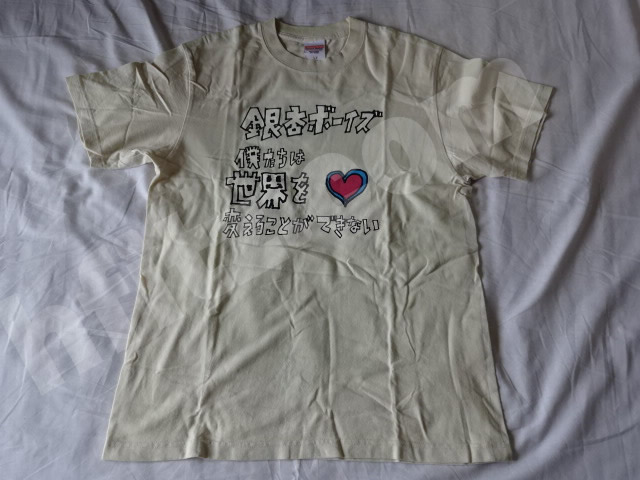 銀杏ボーイズ
僕たちは
世界を
変えることができない